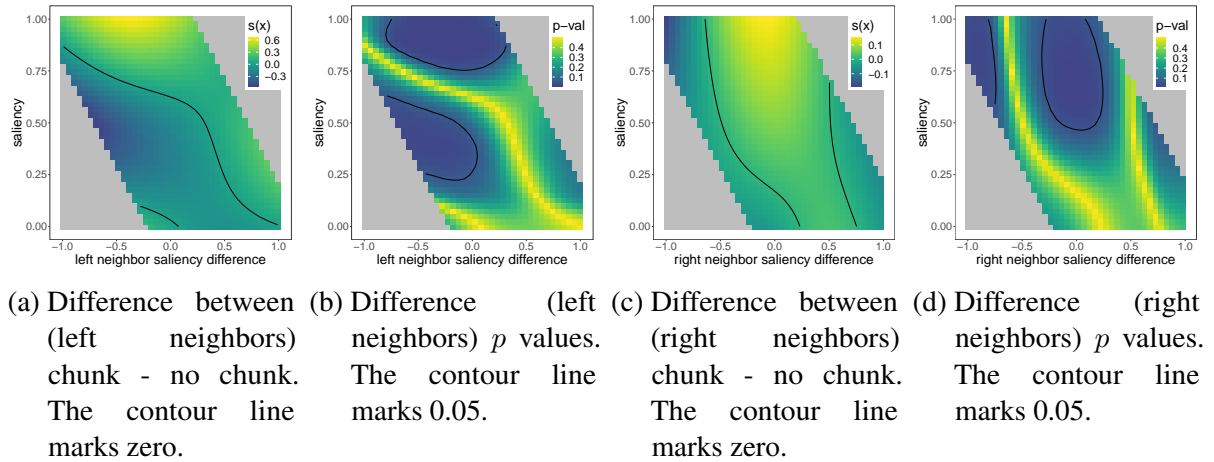 s(x)
0.6
0.3
0.0
−0.3
1.00
0.75
0.50
0.25
0.00
saliency
−1.0 −0.5 0.0 0.5 1.0
left neighbor saliency difference
p−val
0.4
0.3
0.2
0.1
1.00
0.75
0.50
0.25
0.00
saliency
−1.0 −0.5 0.0 0.5 1.0
left neighbor saliency difference
s(x)
0.1
0.0
−0.1
1.00
0.75
0.50
0.25
0.00
saliency
−1.0 −0.5 0.0 0.5 1.0
right neighbor saliency difference
p−val
0.4
0.3
0.2
0.1
1.00
0.75
0.50
0.25
0.00
saliency
−1.0 −0.5 0.0 0.5 1.0
right neighbor saliency difference
(a) Difference between
(left neighbors)
chunk - no chunk.
The contour line
marks zero.
(b) Difference (left
neighbors) p values.
The contour line
marks 0.05.
(c) Difference between
(right neighbors)
chunk - no chunk.
The contour line
marks zero.
(d) Difference (right
neighbors) p values.
The contour line
marks 0.05.